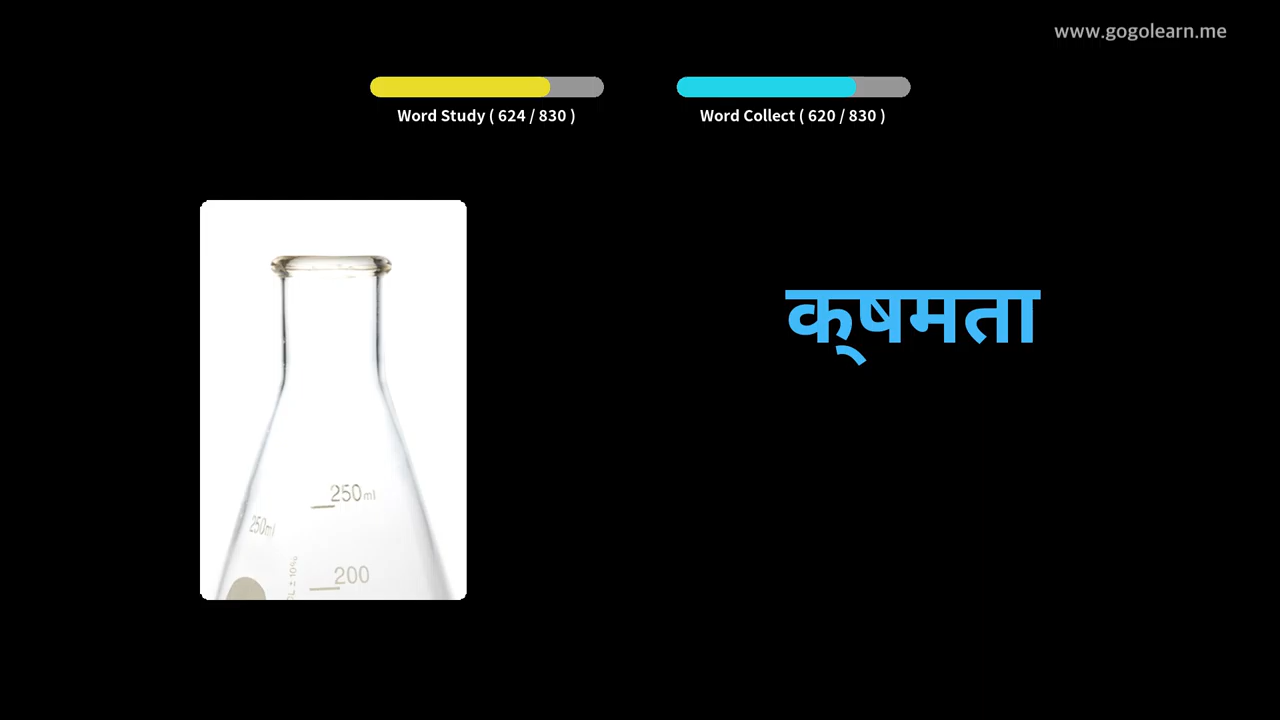 www.gogolearn.me
Word Study ( 624 / 830 )
Word Collect ( 620 / 830 )
क्षमता
250ml
250ml
200